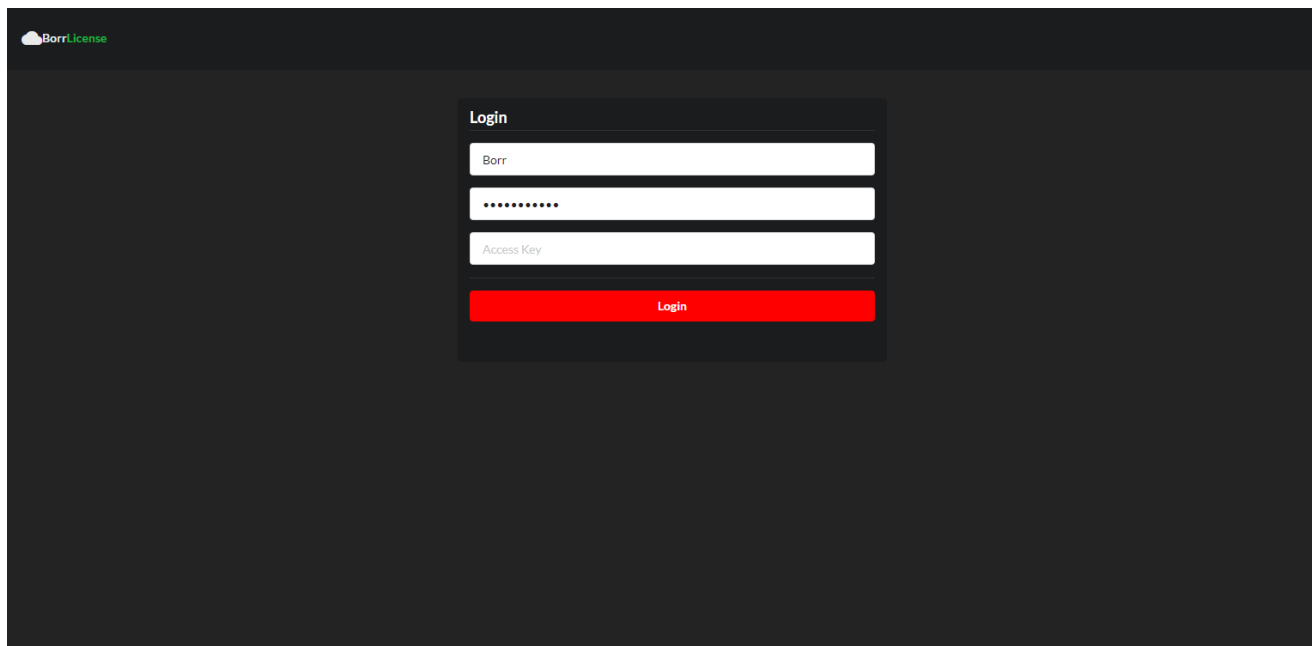 BorrLicense
Login
Borr
•••••••••••
Access Key
Login